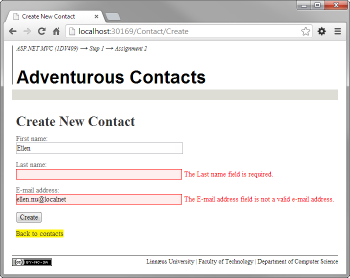 Create New Contact
localhost:30169/Contact/Create
ASP.NET MVC (1DV409) → Step 1 → Assignment 2
Adventurous Contacts
Create New Contact
First name:
Ellen
Last name:
The Last name field is required.
E-mail address:
ellen.nu@localnet
The E-mail address field is not a valid e-mail address.
Create
Back to contacts
Linnæus University | Faculty of Technology | Department of Computer Science